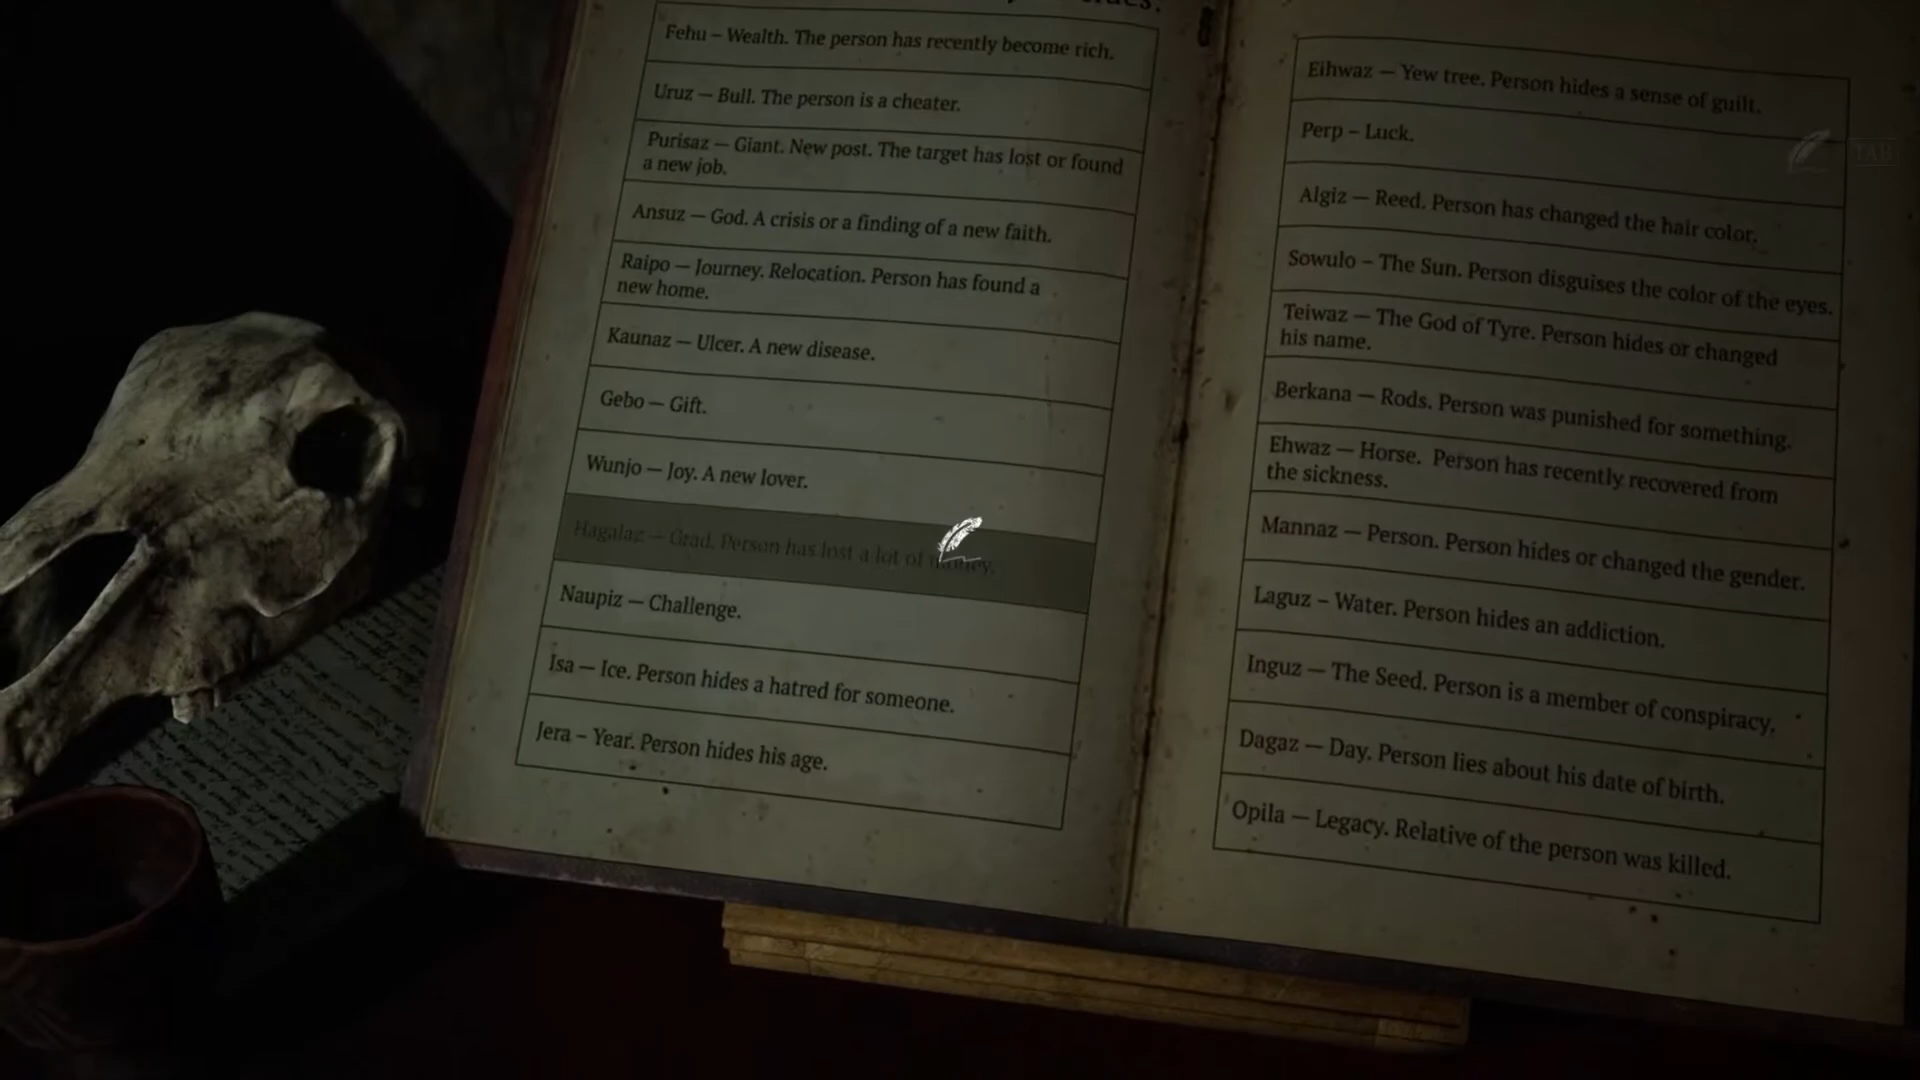 Fehu – Wealth. The person has recently become rich.
Uruz — Bull. The person is a cheater.
Purisaz — Giant. New post. The target has lost or found
a new job.
Ansuz — God. A crisis or a finding of a new faith.
Raipo — Journey. Relocation. Person has found a
new home.
Kaunaz — Ulcer. A new disease.
Gebo — Gift.
Wunjo — Joy. A new lover.
Hagalaz — Grad. Person has lost a lot of money.
Naupiz — Challenge.
Isa — Ice. Person hides a hatred for someone.
Jera – Year. Person hides his age.
Eihwaz — Yew tree. Person hides a sense of guilt.
Perp – Luck.
Algiz — Reed. Person has changed the hair color.
Sowulo – The Sun. Person disguises the color of the eyes.
Teiwaz — The God of Tyre. Person hides or changed
his name.
Berkana — Rods. Person was punished for something.
Ehwaz — Horse. Person has recently recovered from
the sickness.
Mannaz — Person. Person hides or changed the gender.
Laguz – Water. Person hides an addiction.
Inguz — The Seed. Person is a member of conspiracy.
Dagaz — Day. Person lies about his date of birth.
Opila — Legacy. Relative of the person was killed.
TAB